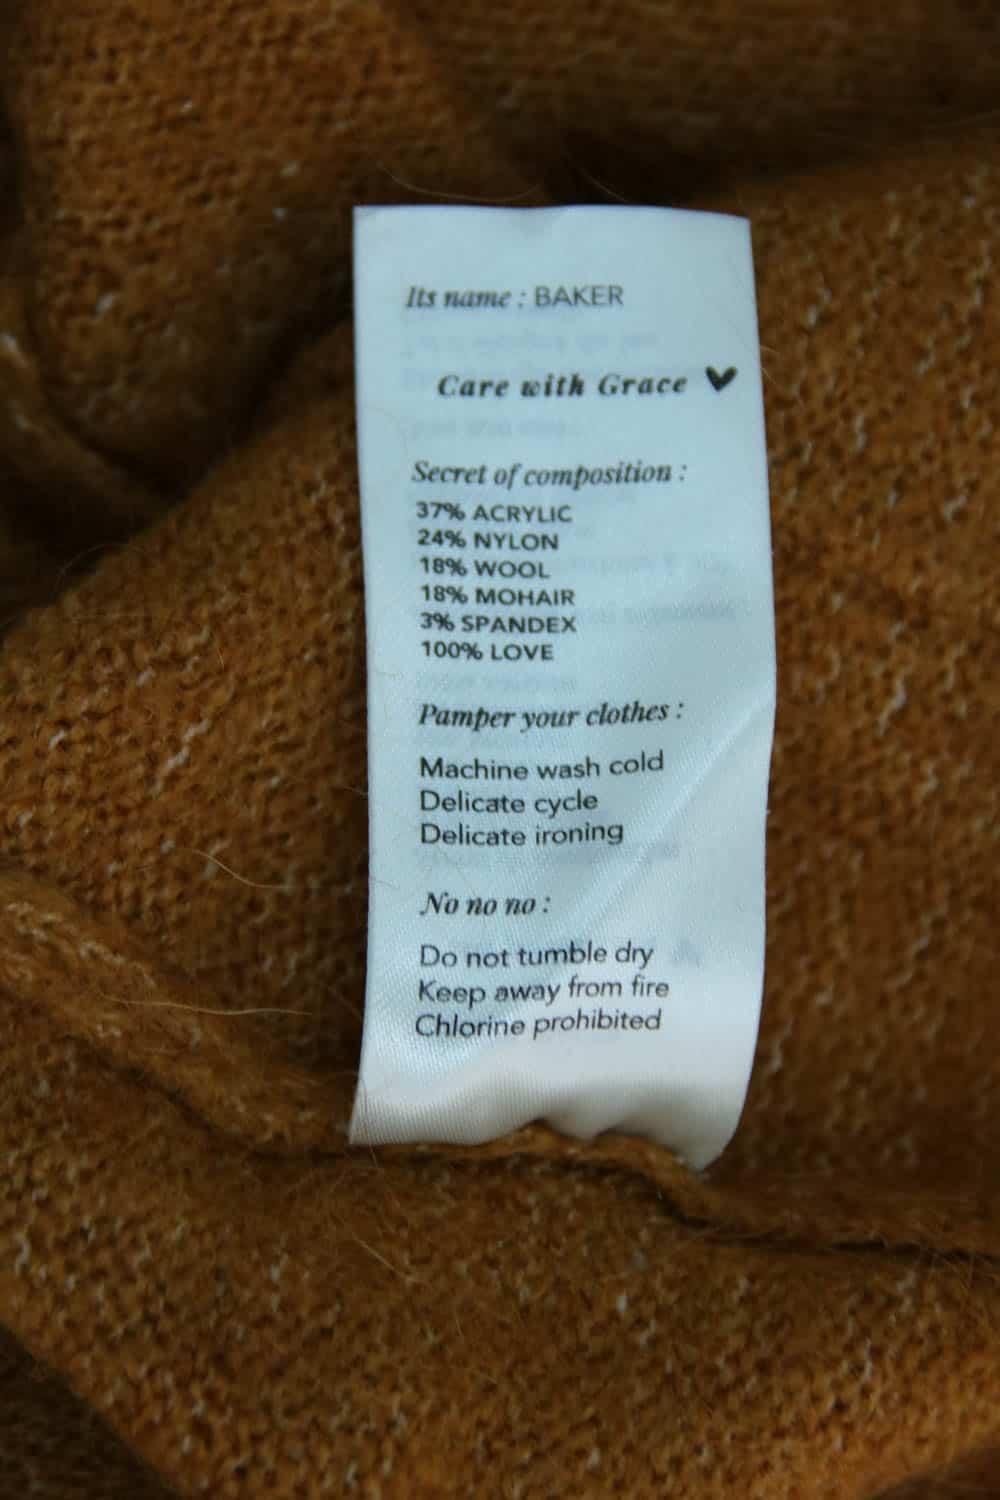 Its name : BAKER
Care with Grace ♥
Secret of composition :
37% ACRYLIC
24% NYLON
18% WOOL
18% MOHAIR
3% SPANDEX
100% LOVE
Pamper your clothes :
Machine wash cold
Delicate cycle
Delicate ironing
No no no :
Do not tumble dry
Keep away from fire
Chlorine prohibited